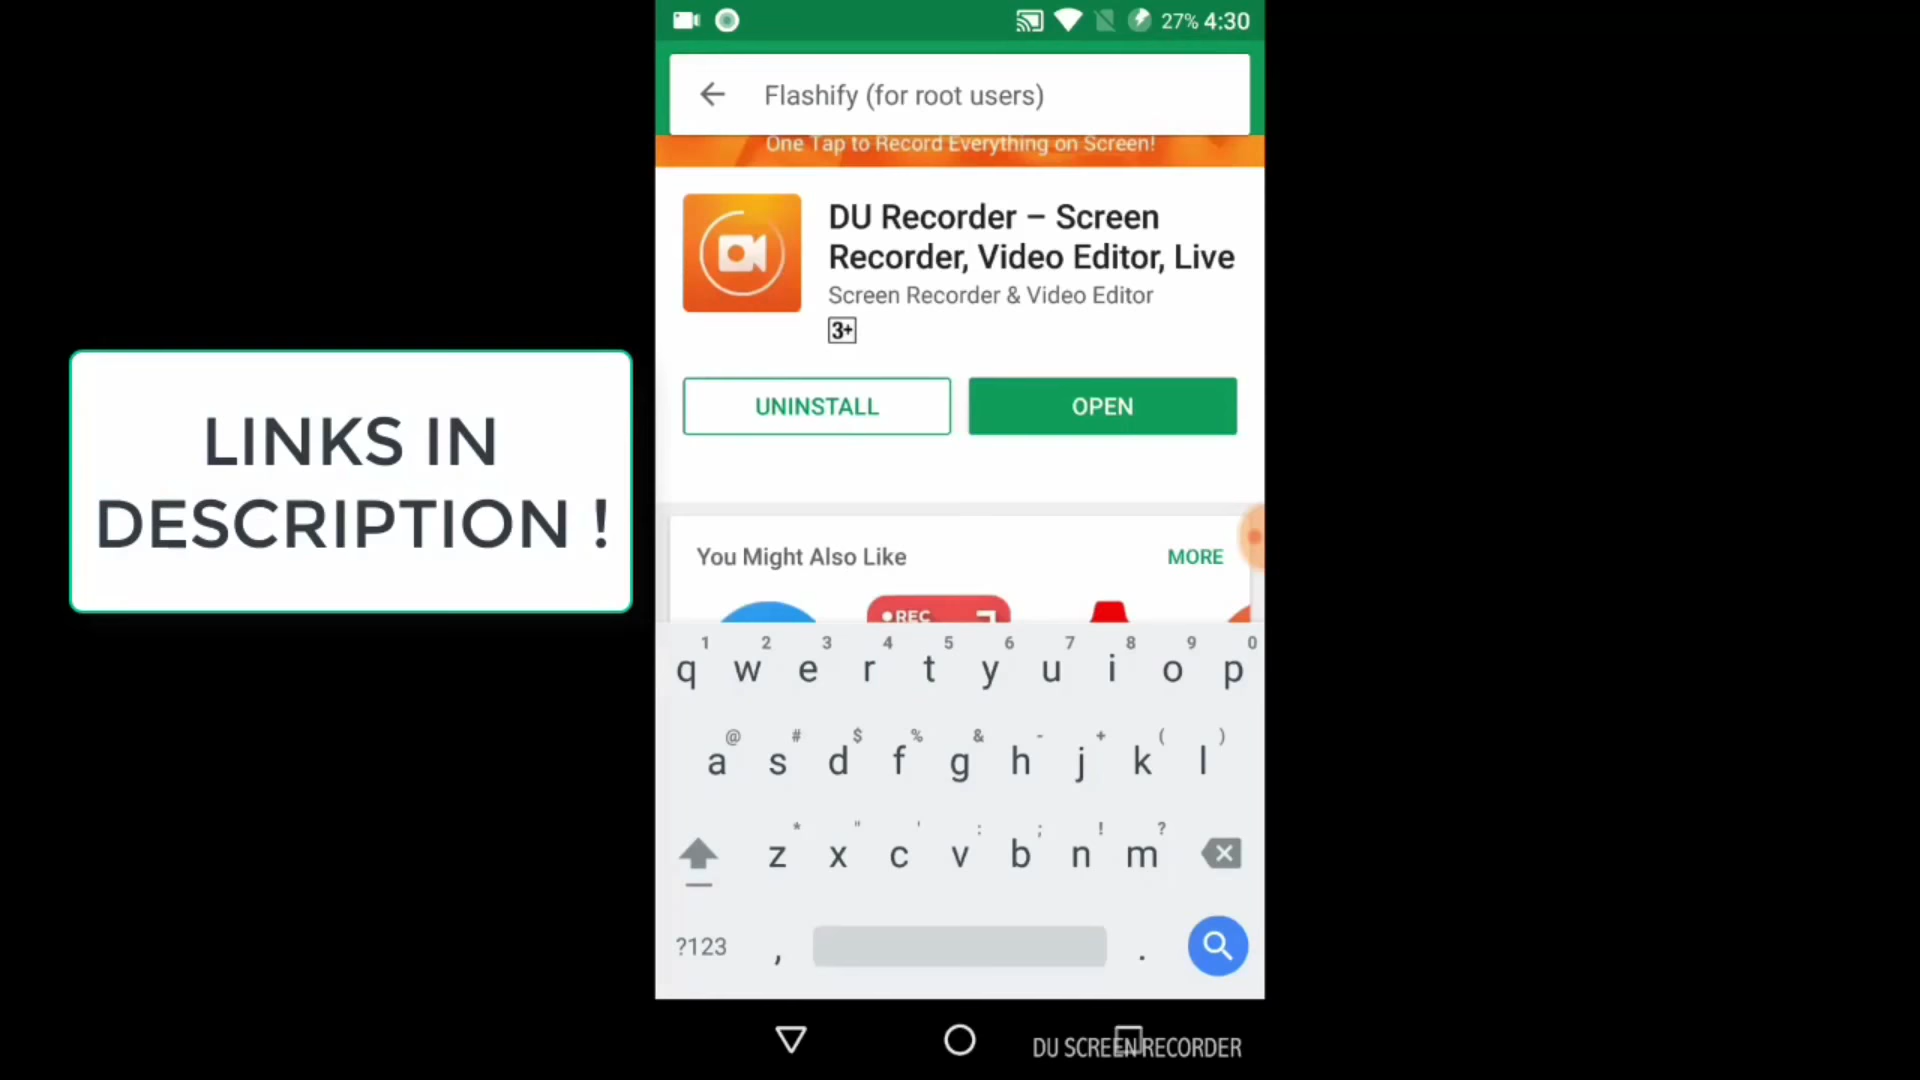 27% 4:30
Flashify (for root users)
One Tap to Record Everything on Screen!
DU Recorder – Screen
Recorder, Video Editor, Live
Screen Recorder & Video Editor
3+
UNINSTALL OPEN
LINKS IN
DESCRIPTION !
You Might Also Like MORE
REC
1 2 3 4 5 6 7 8 9 0
q w e r t y u i o p
@ # $ % & - + ( )
a s d f g h j k l
* " ' : ; ! ?
z x c v b n m
?123 , .
DU SCREEN RECORDER